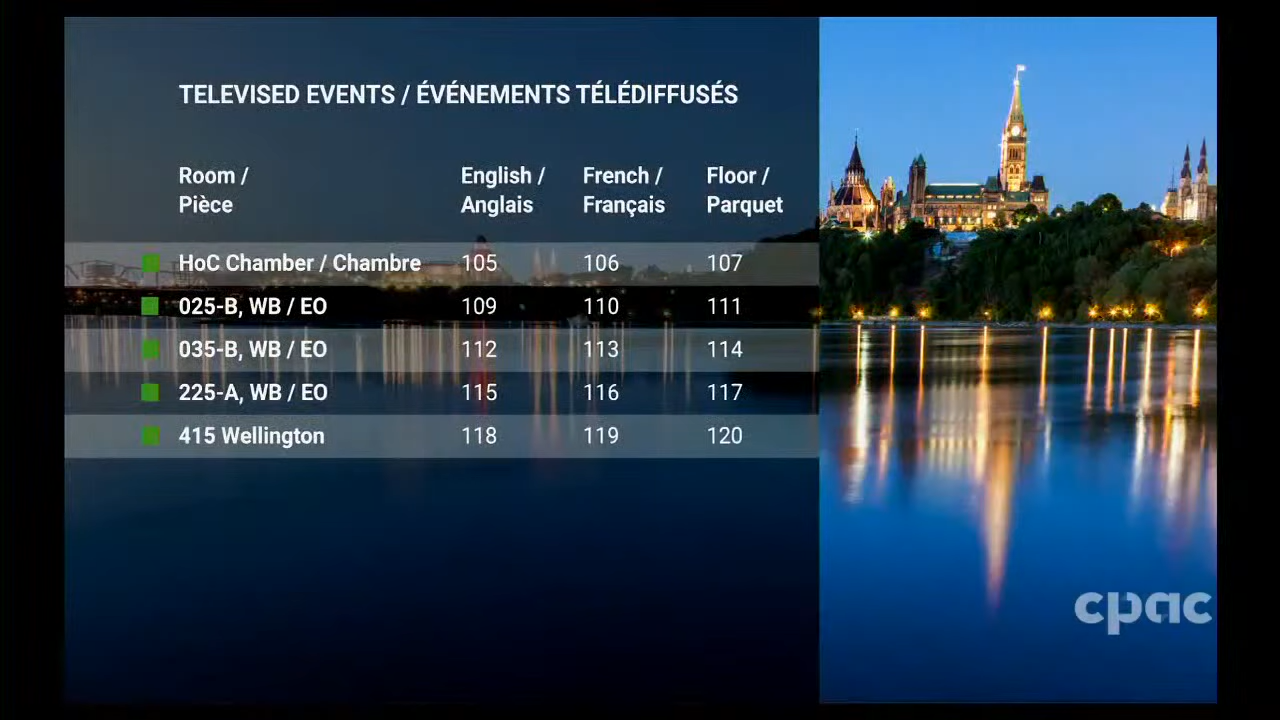 TELEVISED EVENTS / ÉVÉNEMENTS TÉLÉDIFFUSÉS
Room / English / French / Floor /
Pièce Anglais Français Parquet
HoC Chamber / Chambre 105 106 107
025-B, WB / EO 109 110 111
035-B, WB / EO 112 113 114
225-A, WB / EO 115 116 117
415 Wellington 118 119 120
cpac